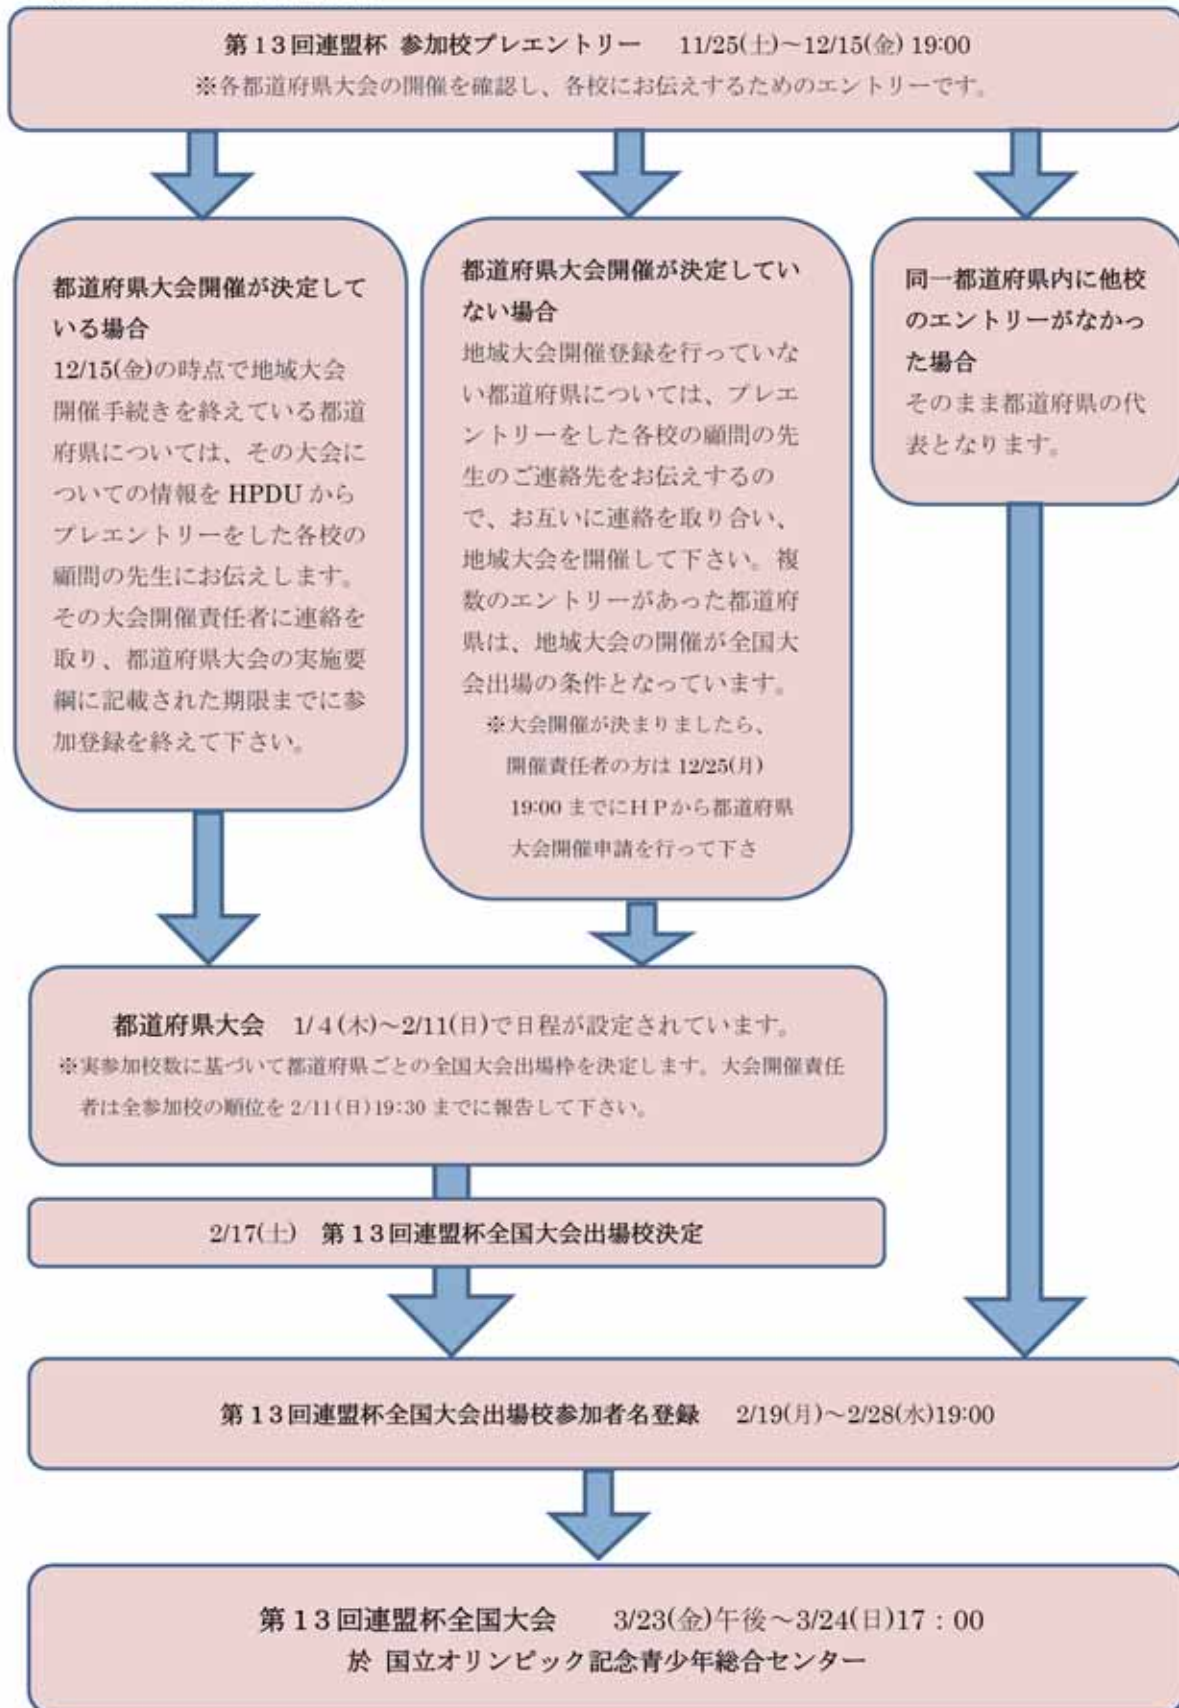 第１３回連盟杯 参加校プレエントリー　11/25(土)～12/15(金) 19:00
※各都道府県大会の開催を確認し、各校にお伝えするためのエントリーです。
都道府県大会開催が決定して
いる場合
12/15(金)の時点で地域大会
開催手続きを終えている都道
府県については、その大会に
ついての情報を HPDU から
プレエントリーをした各校の
顧問の先生にお伝えします。
その大会開催責任者に連絡を
取り、都道府県大会の実施要
綱に記載された期限までに参
加登録を終えて下さい。
都道府県大会開催が決定してい
ない場合
地域大会開催登録を行っていな
い都道府県については、プレエ
ントリーをした各校の顧問の先
生のご連絡先をお伝えするの
で、お互いに連絡を取り合い、
地域大会を開催して下さい。複
数のエントリーがあった都道府
県は、地域大会の開催が全国大
会出場の条件となっています。
※大会開催が決まりましたら、
開催責任者の方は 12/25(月)
19:00 までにＨＰから都道府県
大会開催申請を行って下さ
同一都道府県内に他校
のエントリーがなかっ
た場合
そのまま都道府県の代
表となります。
都道府県大会　1/４(木)～2/11(日)で日程が設定されています。
※実参加校数に基づいて都道府県ごとの全国大会出場枠を決定します。大会開催責任
者は全参加校の順位を 2/11(日)19:30 までに報告して下さい。
2/17(土)　第１３回連盟杯全国大会出場校決定
第１３回連盟杯全国大会出場校参加者名登録　2/19(月)～2/28(水)19:00
第１３回連盟杯全国大会　3/23(金)午後～3/24(日)17：00
於 国立オリンピック記念青少年総合センター